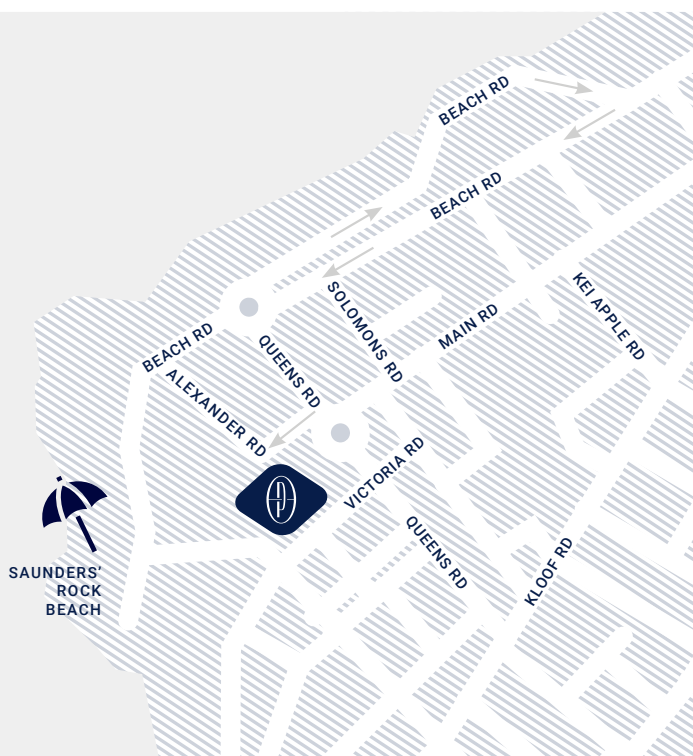 BEACH RD
BEACH RD
KEI APPLE RD
SOLOMONS RD
MAIN RD
BEACH RD
QUEENS RD
ALEXANDER RD
VICTORIA RD
QUEENS RD
KLOOF RD
SAUNDERS’
ROCK
BEACH